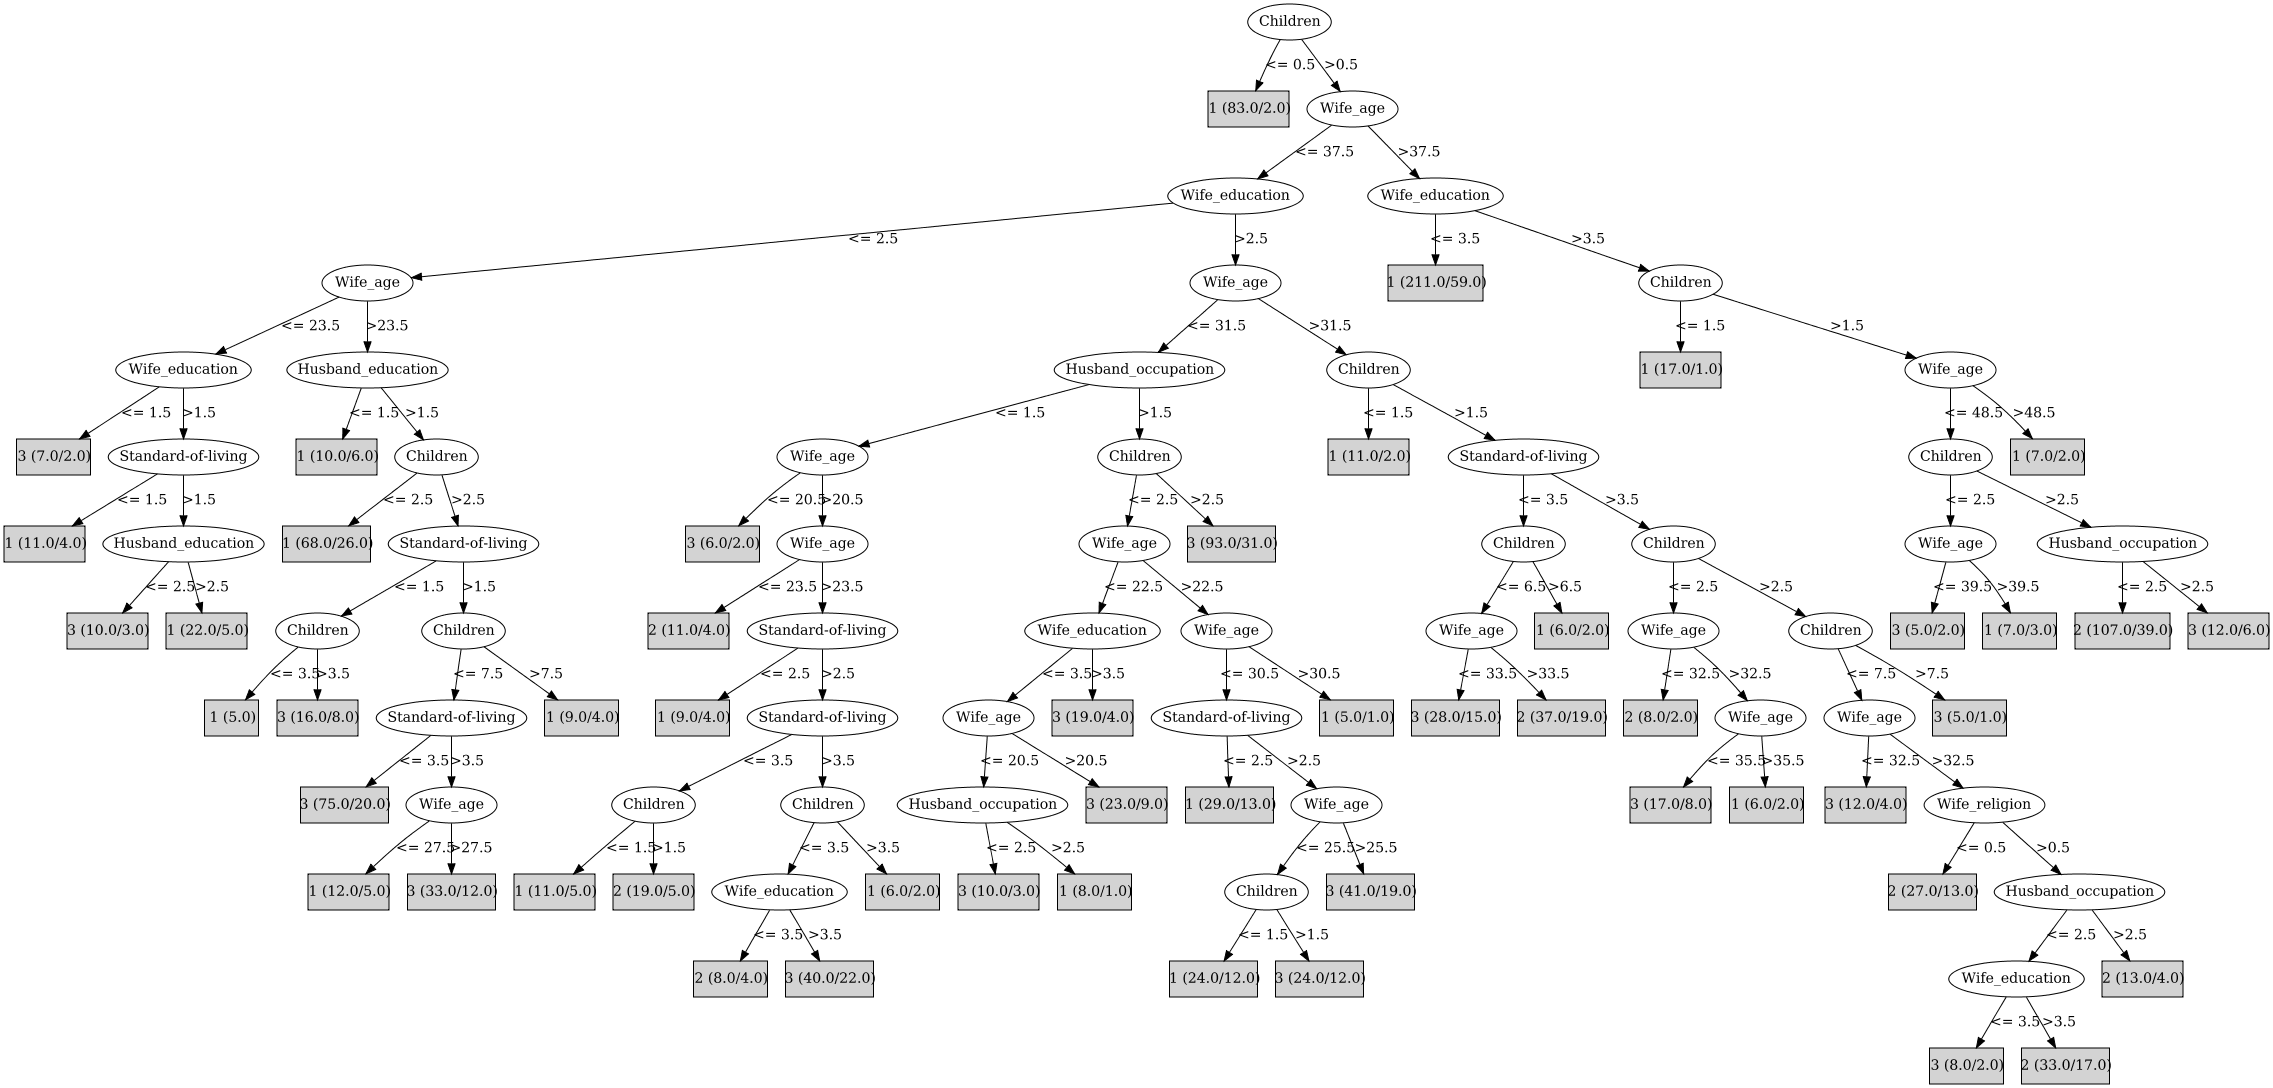 Children
<= 0.5 >0.5
1 (83.0/2.0) Wife_age
<= 37.5 >37.5
Wife_education Wife_education
<= 2.5 >2.5 <= 3.5 >3.5
Wife_age Wife_age 1 (211.0/59.0) Children
<= 23.5 >23.5 <= 31.5 >31.5 <= 1.5 >1.5
Wife_education Husband_education Husband_occupation Children 1 (17.0/1.0) Wife_age
<= 1.5 >1.5 <= 1.5 >1.5 <= 1.5 >1.5 <= 1.5 >1.5 <= 48.5 >48.5
3 (7.0/2.0) Standard-of-living 1 (10.0/6.0) Children Wife_age Children 1 (11.0/2.0) Standard-of-living Children 1 (7.0/2.0)
<= 1.5 >1.5 <= 2.5 >2.5 <= 20.5 >20.5 <= 2.5 >2.5 <= 3.5 >3.5 <= 2.5 >2.5
1 (11.0/4.0) Husband_education 1 (68.0/26.0) Standard-of-living 3 (6.0/2.0) Wife_age Wife_age 3 (93.0/31.0) Children Children Wife_age Husband_occupation
<= 2.5 >2.5 <= 1.5 >1.5 <= 23.5 >23.5 <= 22.5 >22.5 <= 6.5 >6.5 <= 2.5 >2.5 <= 39.5 >39.5 <= 2.5 >2.5
3 (10.0/3.0) 1 (22.0/5.0) Children Children 2 (11.0/4.0) Standard-of-living Wife_education Wife_age Wife_age 1 (6.0/2.0) Wife_age Children 3 (5.0/2.0) 1 (7.0/3.0) 2 (107.0/39.0) 3 (12.0/6.0)
<= 3.5 >3.5 <= 7.5 >7.5 <= 2.5 >2.5 <= 3.5 >3.5 <= 30.5 >30.5 <= 33.5 >33.5 <= 32.5 >32.5 <= 7.5 >7.5
1 (5.0) 3 (16.0/8.0) Standard-of-living 1 (9.0/4.0) 1 (9.0/4.0) Standard-of-living Wife_age 3 (19.0/4.0) Standard-of-living 1 (5.0/1.0) 3 (28.0/15.0) 2 (37.0/19.0) 2 (8.0/2.0) Wife_age Wife_age 3 (5.0/1.0)
<= 3.5 >3.5 <= 3.5 >3.5 <= 20.5 >20.5 <= 2.5 >2.5 <= 35.5 >35.5 <= 32.5 >32.5
3 (75.0/20.0) Wife_age Children Children Husband_occupation 3 (23.0/9.0) 1 (29.0/13.0) Wife_age 3 (17.0/8.0) 1 (6.0/2.0) 3 (12.0/4.0) Wife_religion
<= 27.5 >27.5 <= 1.5 >1.5 <= 3.5 >3.5 <= 2.5 >2.5 <= 25.5 >25.5 <= 0.5 >0.5
1 (12.0/5.0) 3 (33.0/12.0) 1 (11.0/5.0) 2 (19.0/5.0) Wife_education 1 (6.0/2.0) 3 (10.0/3.0) 1 (8.0/1.0) Children 3 (41.0/19.0) 2 (27.0/13.0) Husband_occupation
<= 3.5 >3.5 <= 1.5 >1.5 <= 2.5 >2.5
2 (8.0/4.0) 3 (40.0/22.0) 1 (24.0/12.0) 3 (24.0/12.0) Wife_education 2 (13.0/4.0)
<= 3.5 >3.5
3 (8.0/2.0) 2 (33.0/17.0)